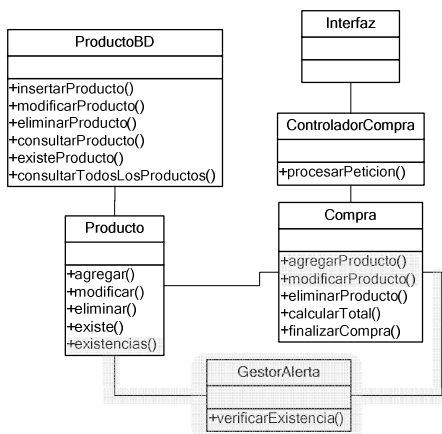 ProductoBD
+insertarProducto()
+modificarProducto()
+eliminarProducto()
+consultarProducto()
+existeProducto()
+consultarTodosLosProductos()
Interfaz
ControladorCompra
+procesarPeticion()
Producto
+agregar()
+modificar()
+eliminar()
+existe()
+existencias()
Compra
+agregarProducto()
+modificarProducto()
+eliminarProducto()
+calcularTotal()
+finalizarCompra()
GestorAlerta
+verificarExistencia()